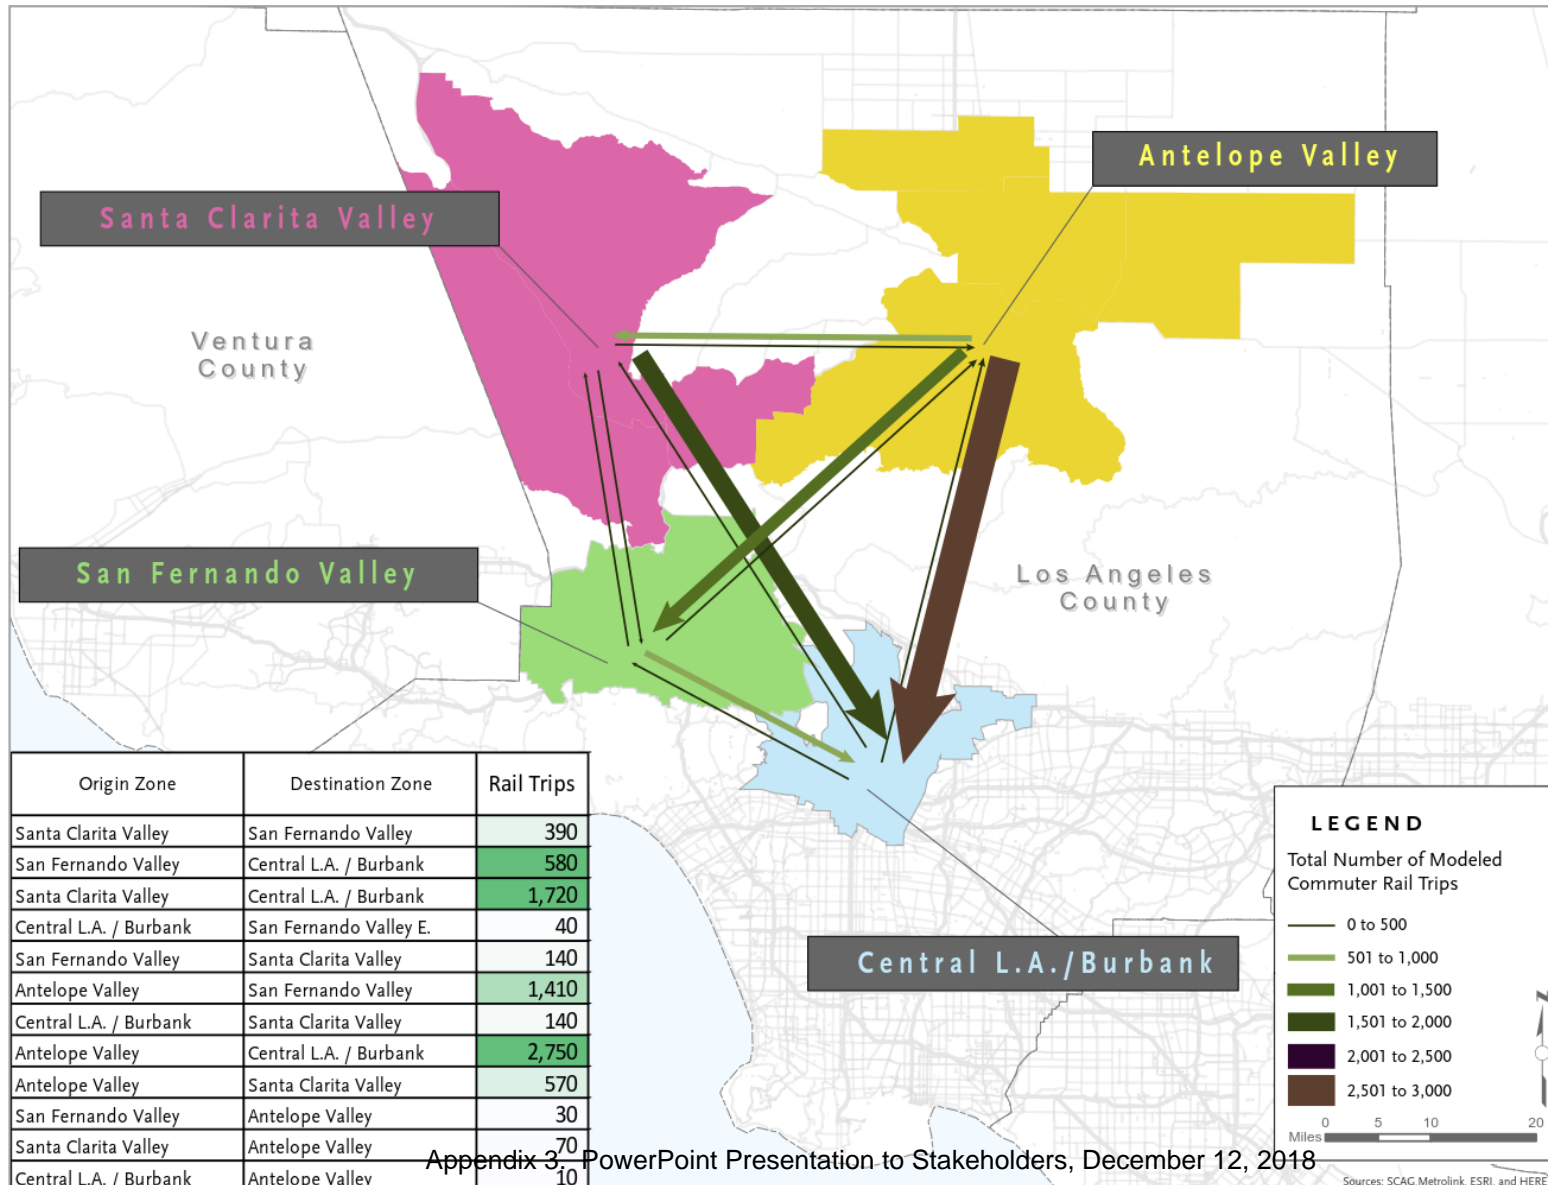 Antelope Valley
Santa Clarita Valley
Ventura
County
San Fernando Valley
Los Angeles
County
Central L.A./Burbank
Origin Zone Destination Zone Rail Trips
Santa Clarita Valley San Fernando Valley 390
San Fernando Valley Central L.A. / Burbank 580
Santa Clarita Valley Central L.A. / Burbank 1,720
Central L.A. / Burbank San Fernando Valley E. 40
San Fernando Valley Santa Clarita Valley 140
Antelope Valley San Fernando Valley 1,410
Central L.A. / Burbank Santa Clarita Valley 140
Antelope Valley Central L.A. / Burbank 2,750
Antelope Valley Santa Clarita Valley 570
San Fernando Valley Antelope Valley 30
Santa Clarita Valley Antelope Valley 70
Central L.A. / Burbank Antelope Valley 10
LEGEND
Total Number of Modeled
Commuter Rail Trips
0 to 500
501 to 1,000
1,001 to 1,500
1,501 to 2,000
2,001 to 2,500
2,501 to 3,000
N
0 5 10 20
Miles
Appendix 3: PowerPoint Presentation to Stakeholders, December 12, 2018
Sources: SCAG, Metrolink, ESRI, and HERE